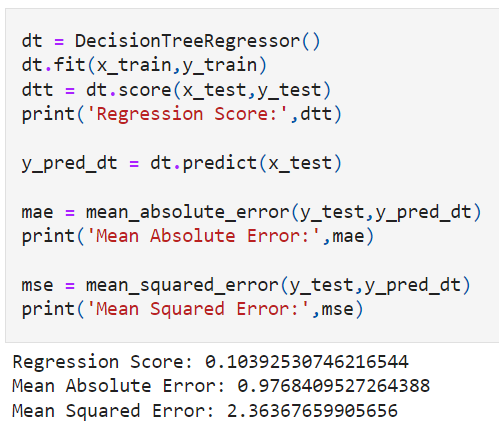 dt = DecisionTreeRegressor()
dt.fit(x_train,y_train)
dtt = dt.score(x_test,y_test)
print('Regression Score:',dtt)
y_pred_dt = dt.predict(x_test)
mae = mean_absolute_error(y_test,y_pred_dt)
print('Mean Absolute Error:',mae)
mse = mean_squared_error(y_test,y_pred_dt)
print('Mean Squared Error:',mse)
Regression Score: 0.10392530746216544
Mean Absolute Error: 0.9768409527264388
Mean Squared Error: 2.36367659905656